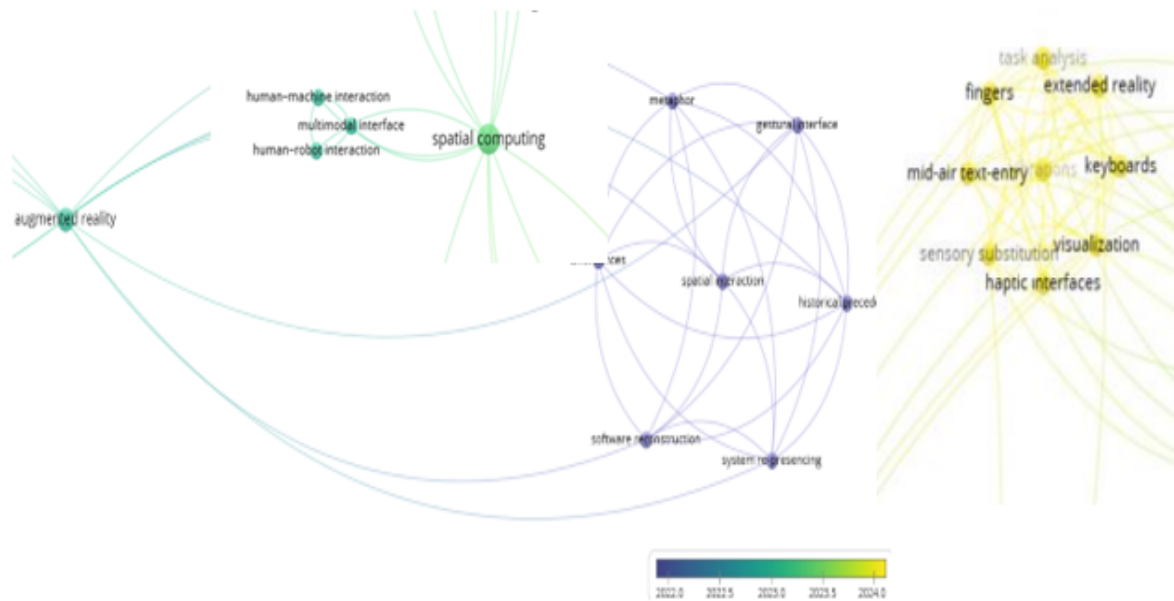 task analysis
fingers
extended reality
human-machine interaction
metaphor
multimodal interface
gestural interface
spatial computing
human-robot interaction
mid-air text-entry
keyboards
augmented reality
sensory substitution
visualization
spatial interaction
haptic interfaces
software reconstruction
system re-presencing
2022.0 2022.5 2023.0 2023.5 2024.0